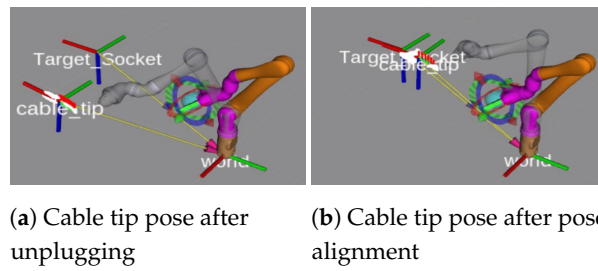 Target_Socket
cable_tip
world
Target_Socket
cable_tip
world
(a) Cable tip pose after
unplugging
(b) Cable tip pose after pose
alignment